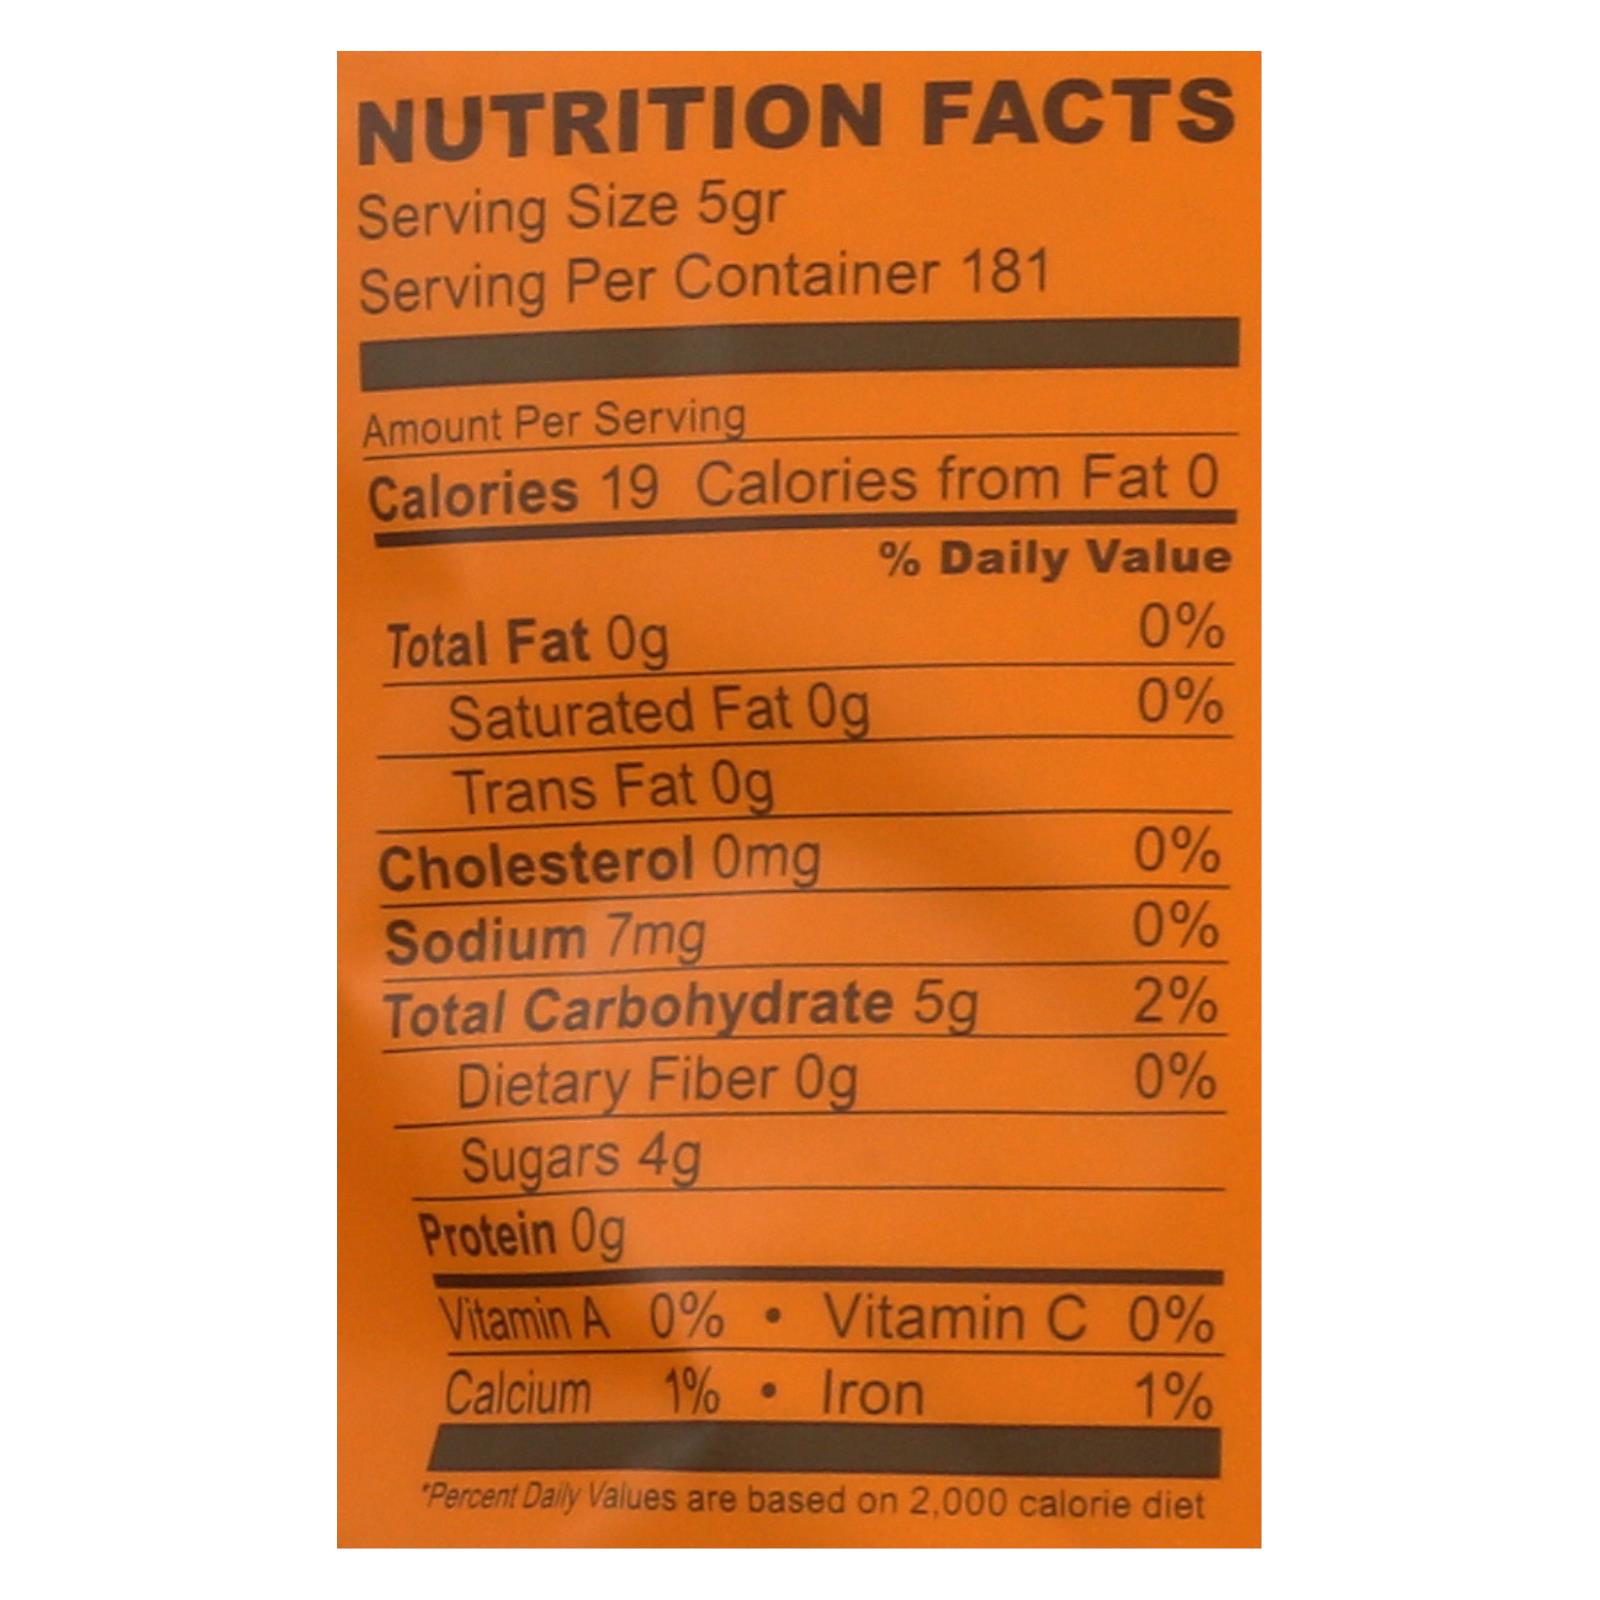 NUTRITION FACTS
Serving Size 5gr
Serving Per Container 181
Amount Per Serving
Calories 19 Calories from Fat 0
% Daily Value
Total Fat 0g 0%
Saturated Fat 0g 0%
Trans Fat 0g
Cholesterol 0mg 0%
Sodium 7mg 0%
Total Carbohydrate 5g 2%
Dietary Fiber 0g 0%
Sugars 4g
Protein 0g
Vitamin A 0% • Vitamin C 0%
Calcium 1% • Iron 1%
*Percent Daily Values are based on 2,000 calorie diet